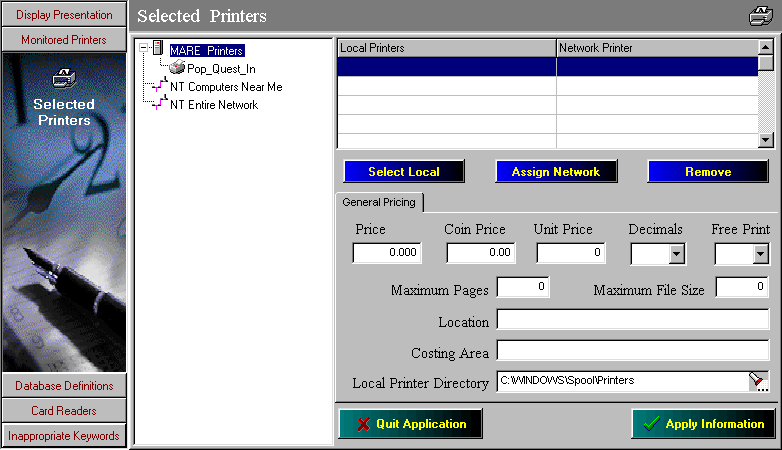 Display Presentation
Monitored Printers
Selected
Printers
Database Definitions
Card Readers
Inappropriate Keywords
Selected Printers
MARE Printers
Pop_Quest_In
NT Computers Near Me
NT Entire Network
Local Printers Network Printer
Select Local Assign Network Remove
General Pricing
Price Coin Price Unit Price Decimals Free Print
0.000 0.00 0
Maximum Pages 0 Maximum File Size 0
Location
Costing Area
Local Printer Directory C:\WINDOWS\Spool\Printers
Quit Application Apply Information